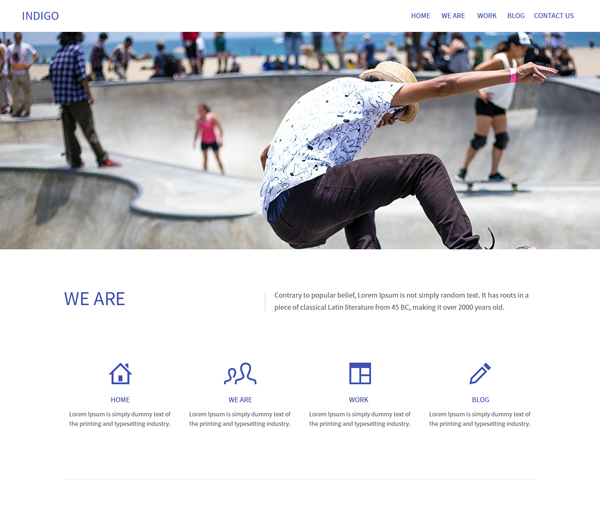 INDIGO
HOME WE ARE WORK BLOG CONTACT US
WE ARE
Contrary to popular belief, Lorem Ipsum is not simply random text. It has roots in a
piece of classical Latin literature from 45 BC, making it over 2000 years old.
HOME
Lorem Ipsum is simply dummy text of
the printing and typesetting industry.
WE ARE
Lorem Ipsum is simply dummy text of
the printing and typesetting industry.
WORK
Lorem Ipsum is simply dummy text of
the printing and typesetting industry.
BLOG
Lorem Ipsum is simply dummy text of
the printing and typesetting industry.